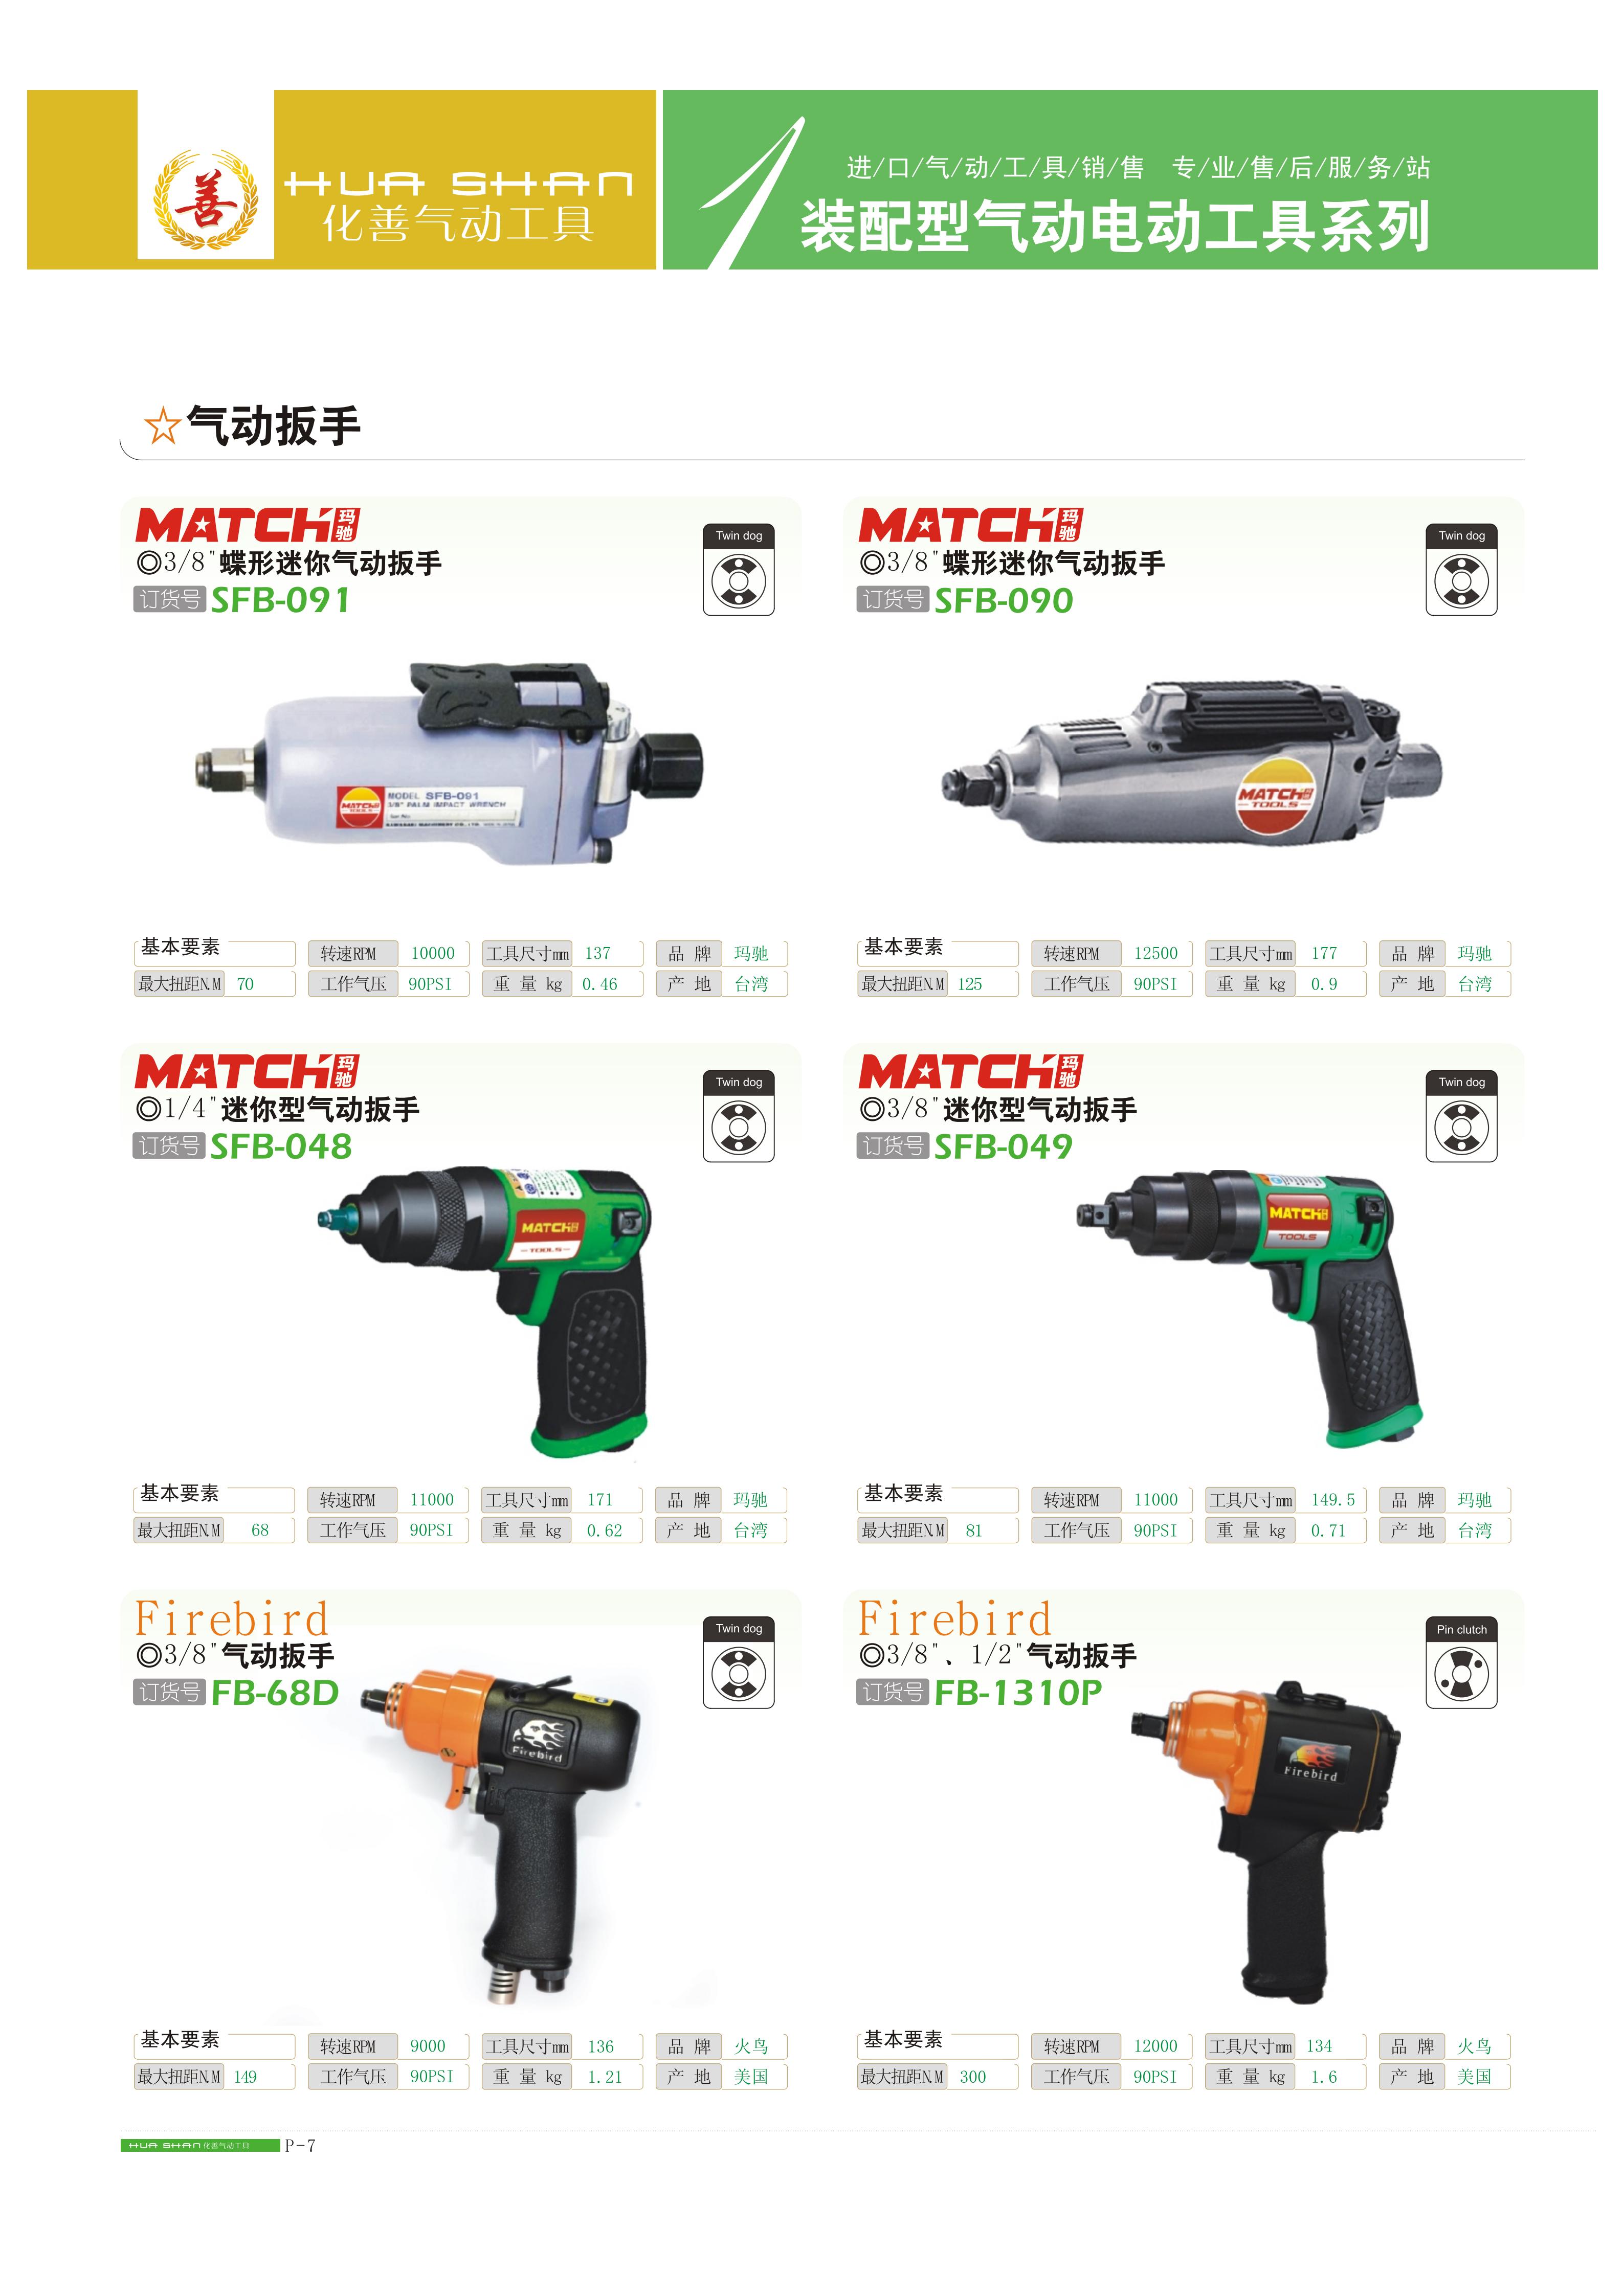 善
HUA SHAN
化善气动工具
1
进/口/气/动/工/具/销/售 专/业/售/后/服/务/站
装配型气动电动工具系列
☆气动扳手
MATCH 玛驰
◎3/8"蝶形迷你气动扳手
订货号 SFB-091
Twin dog
MATCH
MODEL SFB-091
3/8" PALM IMPACT WRENCH
基本要素 转速RPM 10000 工具尺寸mm 137 品 牌 玛驰
最大扭距N.M 70 工作气压 90PSI 重 量 kg 0.46 产 地 台湾
MATCH 玛驰
◎3/8"蝶形迷你气动扳手
订货号 SFB-090
Twin dog
MATCH
TOOLS
基本要素 转速RPM 12500 工具尺寸mm 177 品 牌 玛驰
最大扭距N.M 125 工作气压 90PSI 重 量 kg 0.9 产 地 台湾
MATCH 玛驰
◎1/4"迷你型气动扳手
订货号 SFB-048
Twin dog
MATCH
-TOOLS-
基本要素 转速RPM 11000 工具尺寸mm 171 品 牌 玛驰
最大扭距N.M 68 工作气压 90PSI 重 量 kg 0.62 产 地 台湾
MATCH 玛驰
◎3/8"迷你型气动扳手
订货号 SFB-049
Twin dog
MATCH
TOOLS
基本要素 转速RPM 11000 工具尺寸mm 149.5 品 牌 玛驰
最大扭距N.M 81 工作气压 90PSI 重 量 kg 0.71 产 地 台湾
Firebird
◎3/8"气动扳手
订货号 FB-68D
Twin dog
Firebird
基本要素 转速RPM 9000 工具尺寸mm 136 品 牌 火鸟
最大扭距N.M 149 工作气压 90PSI 重 量 kg 1.21 产 地 美国
Firebird
◎3/8"、1/2"气动扳手
订货号 FB-1310P
Pin clutch
Firebird
基本要素 转速RPM 12000 工具尺寸mm 134 品 牌 火鸟
最大扭距N.M 300 工作气压 90PSI 重 量 kg 1.6 产 地 美国
HUA SHAN 化善气动工具 P-7